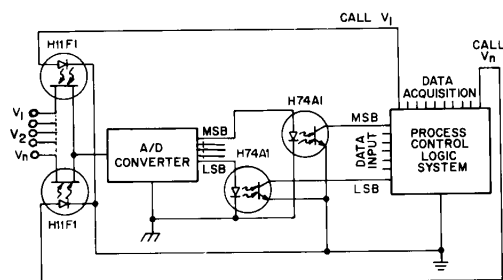 CALL V1
H11F1
CALL
Vn
DATA
ACQUISITION
H74A1
V1
V2
Vn
MSB
MSB
A/D
CONVERTER
H74A1
DATA
INPUT
PROCESS
CONTROL
LOGIC
SYSTEM
LSB
LSB
H11F1